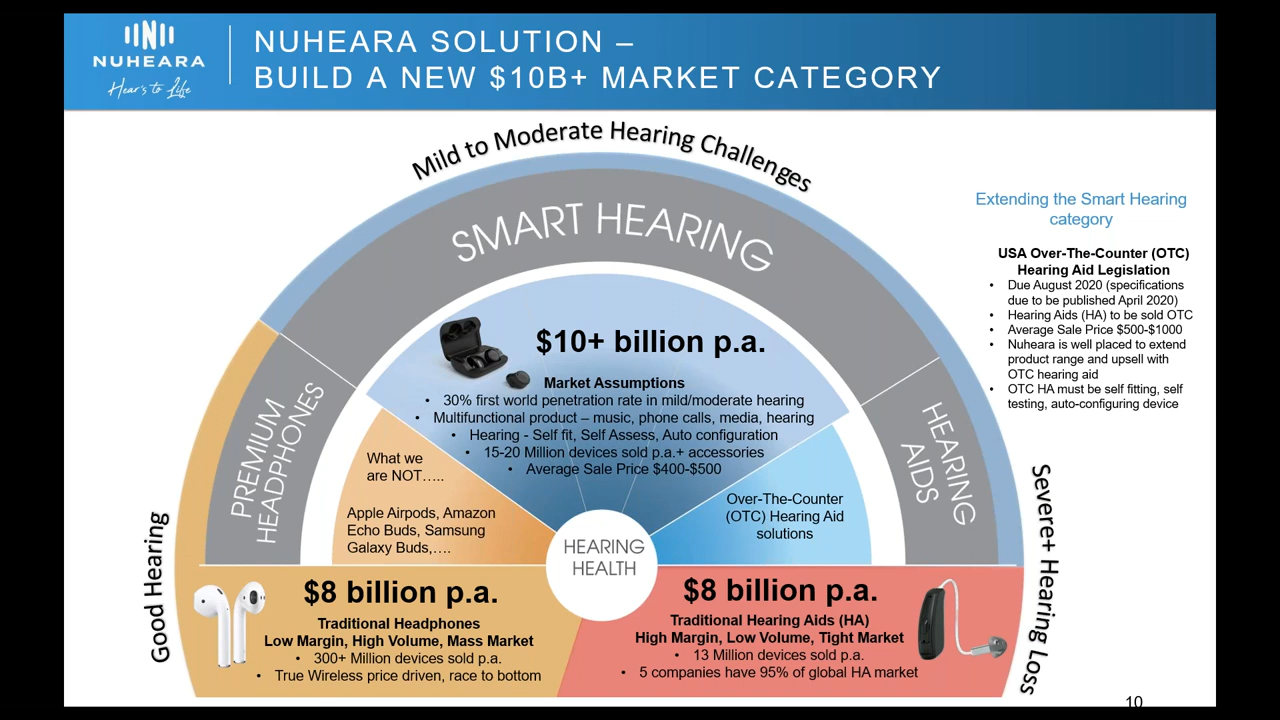 NUHEARA
Hear's to Life
NUHEARA SOLUTION –
BUILD A NEW $10B+ MARKET CATEGORY
Mild to Moderate Hearing Challenges
SMART HEARING
PREMIUM
HEADPHONES
HEARING
AIDS
Good Hearing
Severe+ Hearing Loss
$10+ billion p.a.
Market Assumptions
• 30% first world penetration rate in mild/moderate hearing
• Multifunctional product – music, phone calls, media, hearing
• Hearing - Self fit, Self Assess, Auto configuration
• 15-20 Million devices sold p.a.+ accessories
• Average Sale Price $400-$500
What we
are NOT…..
Apple Airpods, Amazon
Echo Buds, Samsung
Galaxy Buds,….
Over-The-Counter
(OTC) Hearing Aid
solutions
HEARING
HEALTH
$8 billion p.a.
Traditional Headphones
Low Margin, High Volume, Mass Market
• 300+ Million devices sold p.a.
• True Wireless price driven, race to bottom
$8 billion p.a.
Traditional Hearing Aids (HA)
High Margin, Low Volume, Tight Market
• 13 Million devices sold p.a.
• 5 companies have 95% of global HA market
Extending the Smart Hearing
category
USA Over-The-Counter (OTC)
Hearing Aid Legislation
• Due August 2020 (specifications
due to be published April 2020)
• Hearing Aids (HA) to be sold OTC
• Average Sale Price $500-$1000
• Nuheara is well placed to extend
product range and upsell with
OTC hearing aid
• OTC HA must be self fitting, self
testing, auto-configuring device
10